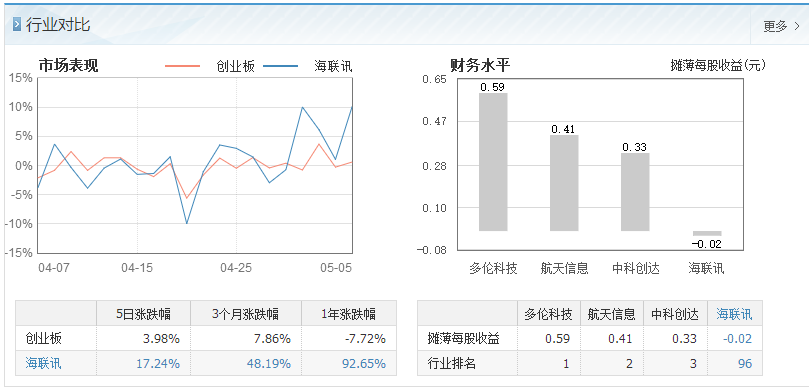 行业对比
更多
市场表现
创业板
海联讯
15%
10%
5%
0%
-5%
-10%
-15%
04-07
04-15
04-25
05-05
财务水平
摊薄每股收益(元)
0.65
0.47
0.28
0.10
-0.08
0.59
0.41
0.33
-0.02
多伦科技
航天信息
中科创达
海联讯
5日涨跌幅 3个月涨跌幅 1年涨跌幅
创业板 3.98% 7.86% -7.72%
海联讯 17.24% 48.19% 92.65%
多伦科技 航天信息 中科创达 海联讯
摊薄每股收益 0.59 0.41 0.33 -0.02
行业排名 1 2 3 96